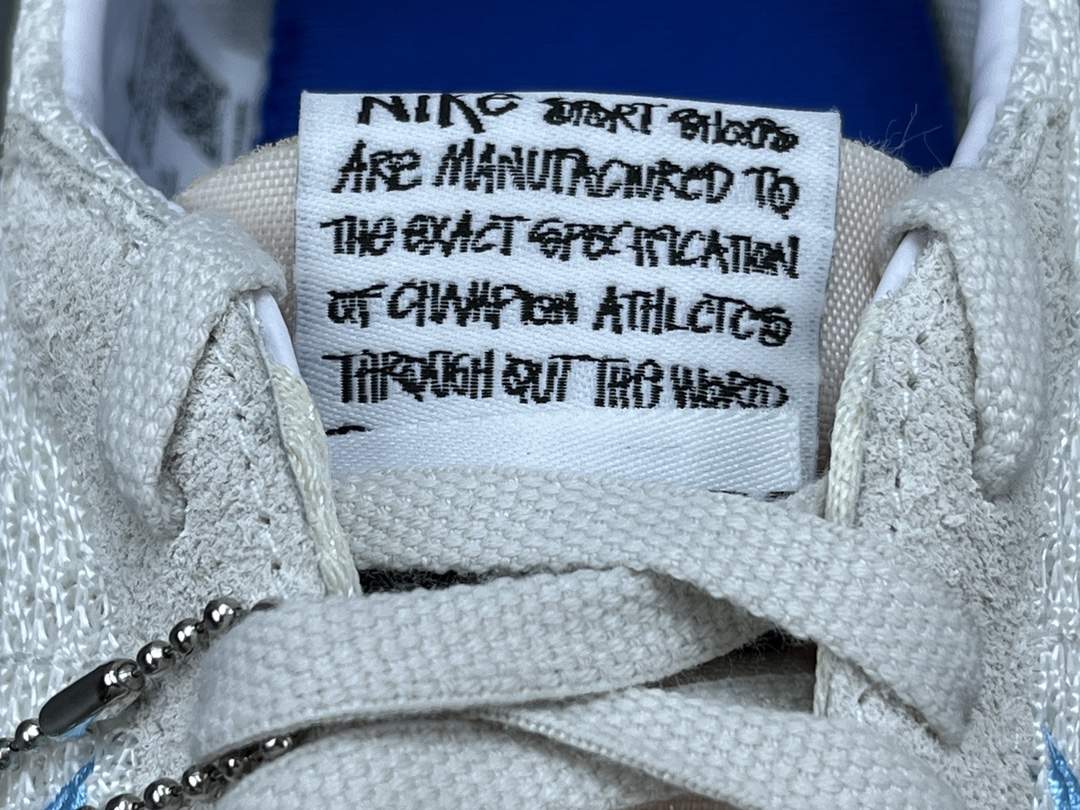 NIKE SPORT SHOES
ARE MANUFACTURED TO
THE EXACT SPECIFICATION
OF CHAMPION ATHLETES
THROUGH OUT THE WORLD